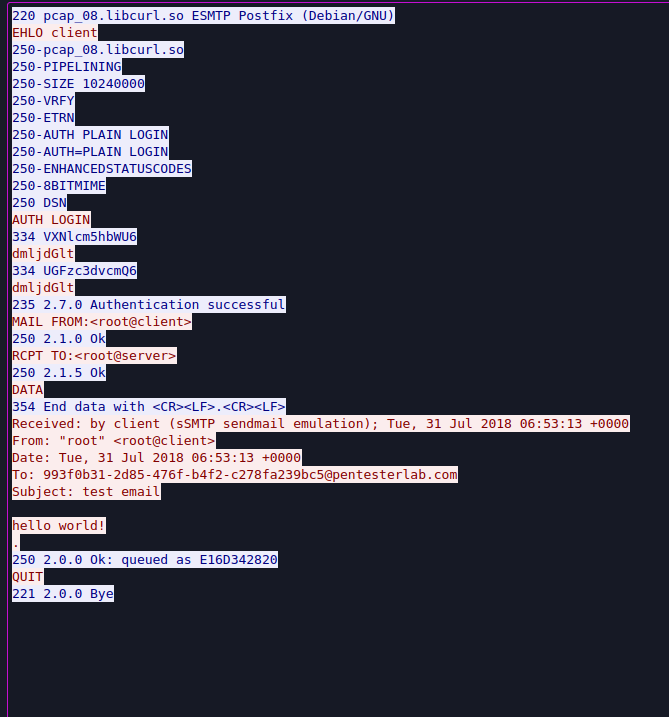 220 pcap_08.libcurl.so ESMTP Postfix (Debian/GNU)
EHLO client
250-pcap_08.libcurl.so
250-PIPELINING
250-SIZE 10240000
250-VRFY
250-ETRN
250-AUTH PLAIN LOGIN
250-AUTH=PLAIN LOGIN
250-ENHANCEDSTATUSCODES
250-8BITMIME
250 DSN
AUTH LOGIN
334 VXNlcm5hbWU6
dmljdGlt
334 UGFzc3dvcmQ6
dmljdGlt
235 2.7.0 Authentication successful
MAIL FROM:<root@client>
250 2.1.0 Ok
RCPT TO:<root@server>
250 2.1.5 Ok
DATA
354 End data with <CR><LF>.<CR><LF>
Received: by client (sSMTP sendmail emulation); Tue, 31 Jul 2018 06:53:13 +0000
From: "root" <root@client>
Date: Tue, 31 Jul 2018 06:53:13 +0000
To: 993f0b31-2d85-476f-b4f2-c278fa239bc5@pentesterlab.com
Subject: test email

hello world!
.
250 2.0.0 Ok: queued as E16D342820
QUIT
221 2.0.0 Bye